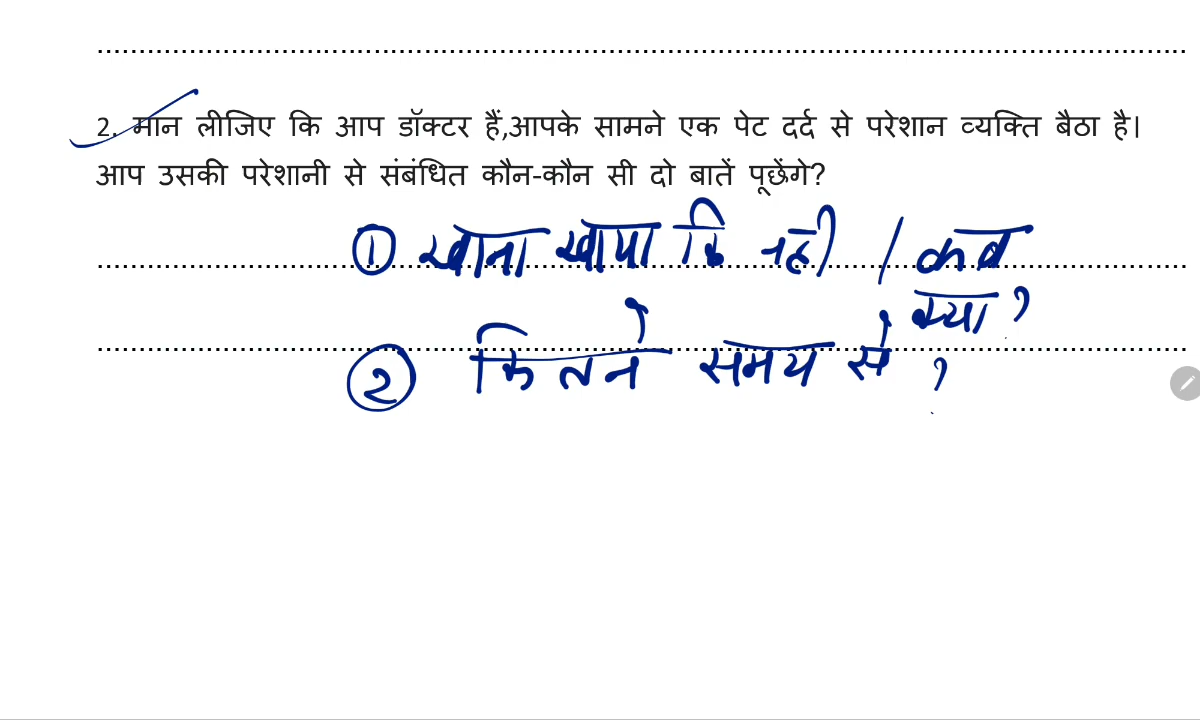 2. मान लीजिए कि आप डॉक्टर हैं,आपके सामने एक पेट दर्द से परेशान व्यक्ति बैठा है।
आप उसकी परेशानी से संबंधित कौन-कौन सी दो बातें पूछेंगे?
① खाना खाया कि नही / कब
क्या?
② कितने समय से ?